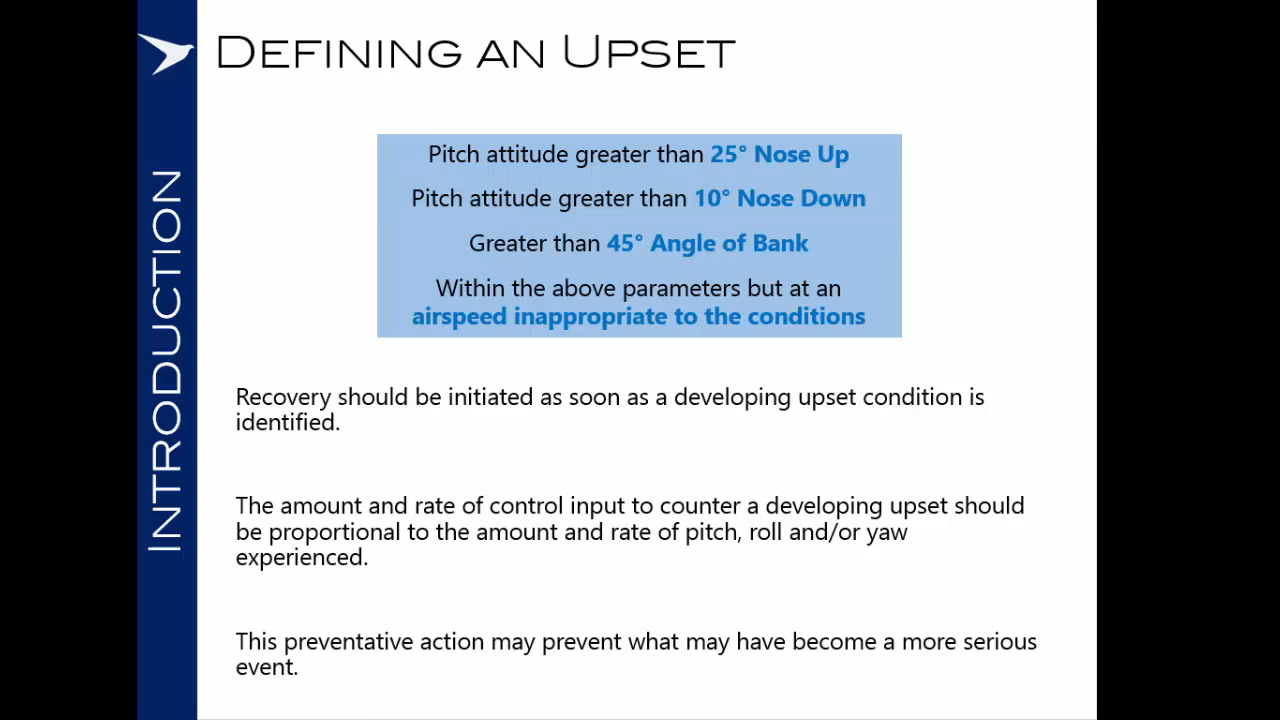 DEFINING AN UPSET
INTRODUCTION
Pitch attitude greater than 25° Nose Up
Pitch attitude greater than 10° Nose Down
Greater than 45° Angle of Bank
Within the above parameters but at an
airspeed inappropriate to the conditions
Recovery should be initiated as soon as a developing upset condition is
identified.
The amount and rate of control input to counter a developing upset should
be proportional to the amount and rate of pitch, roll and/or yaw
experienced.
This preventative action may prevent what may have become a more serious
event.